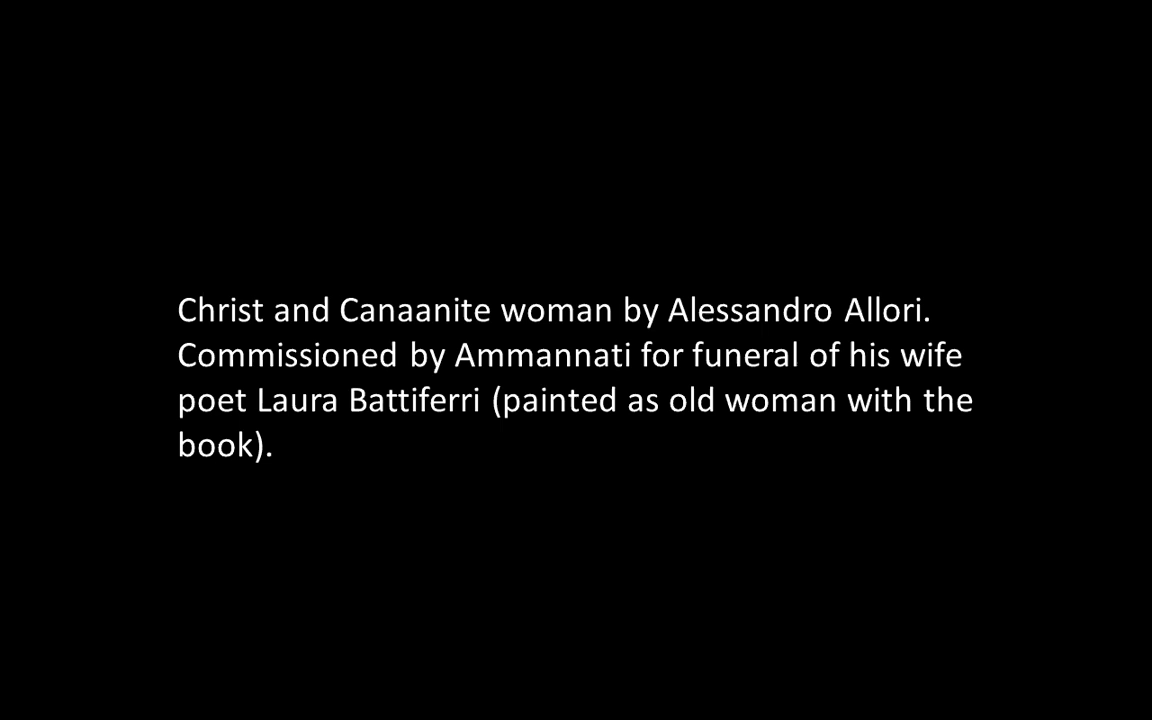 Christ and Canaanite woman by Alessandro Allori.
Commissioned by Ammannati for funeral of his wife
poet Laura Battiferri (painted as old woman with the
book).